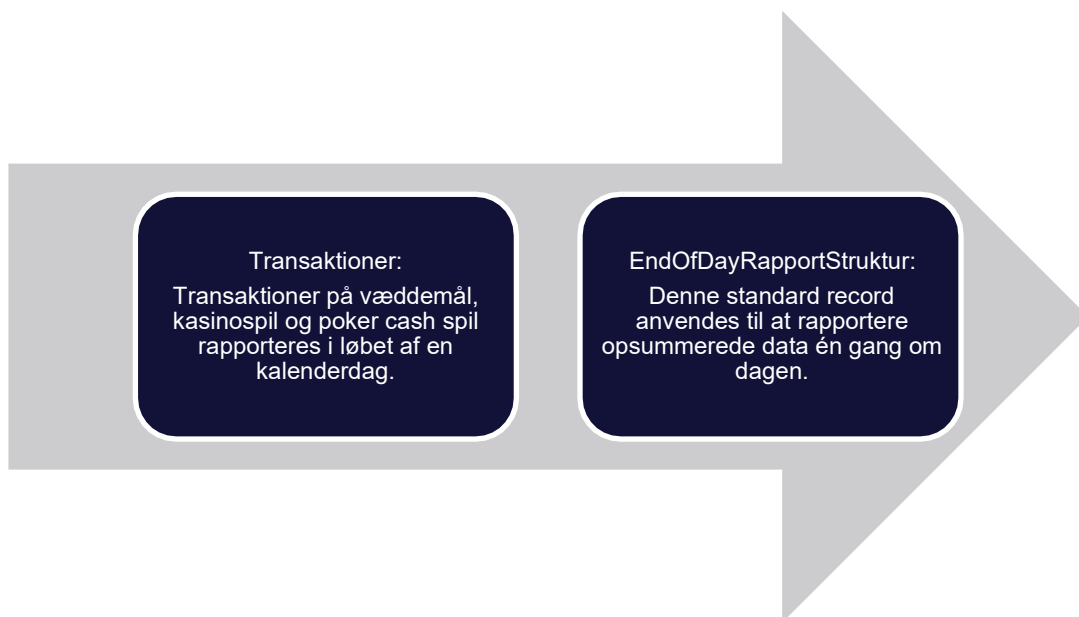 Transaktioner:
Transaktioner på væddemål,
kasinospil og poker cash spil
rapporteres i løbet af en
kalenderdag.
EndOfDayRapportStruktur:
Denne standard record
anvendes til at rapportere
opsummerede data én gang om
dagen.